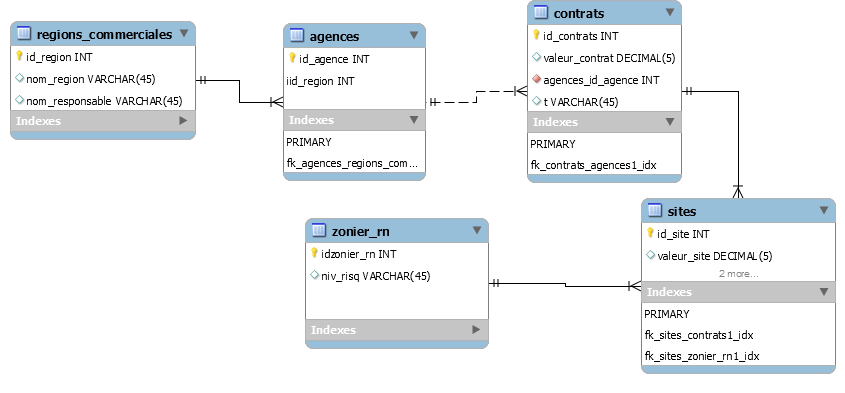 regions_commerciales
id_region INT
nom_region VARCHAR(45)
nom_responsable VARCHAR(45)
Indexes
agences
id_agence INT
iid_region INT
Indexes
PRIMARY
fk_agences_regions_com...
contrats
id_contrats INT
valeur_contrat DECIMAL(5)
agences_id_agence INT
t VARCHAR(45)
Indexes
PRIMARY
fk_contrats_agences1_idx
zonier_rn
idzonier_rn INT
niv_risq VARCHAR(45)
Indexes
sites
id_site INT
valeur_site DECIMAL(5)
2 more...
Indexes
PRIMARY
fk_sites_contrats1_idx
fk_sites_zonier_rn1_idx